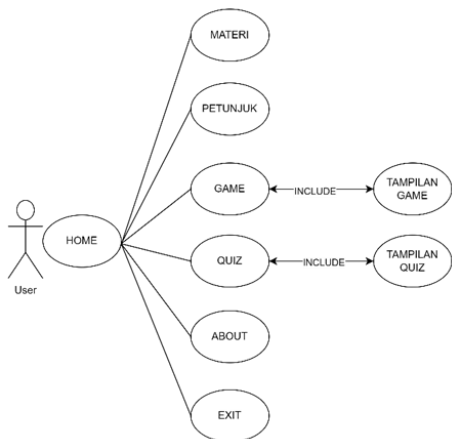 MATERI
PETUNJUK
GAME
INCLUDE
TAMPILAN
GAME
HOME
User
QUIZ
INCLUDE
TAMPILAN
QUIZ
ABOUT
EXIT